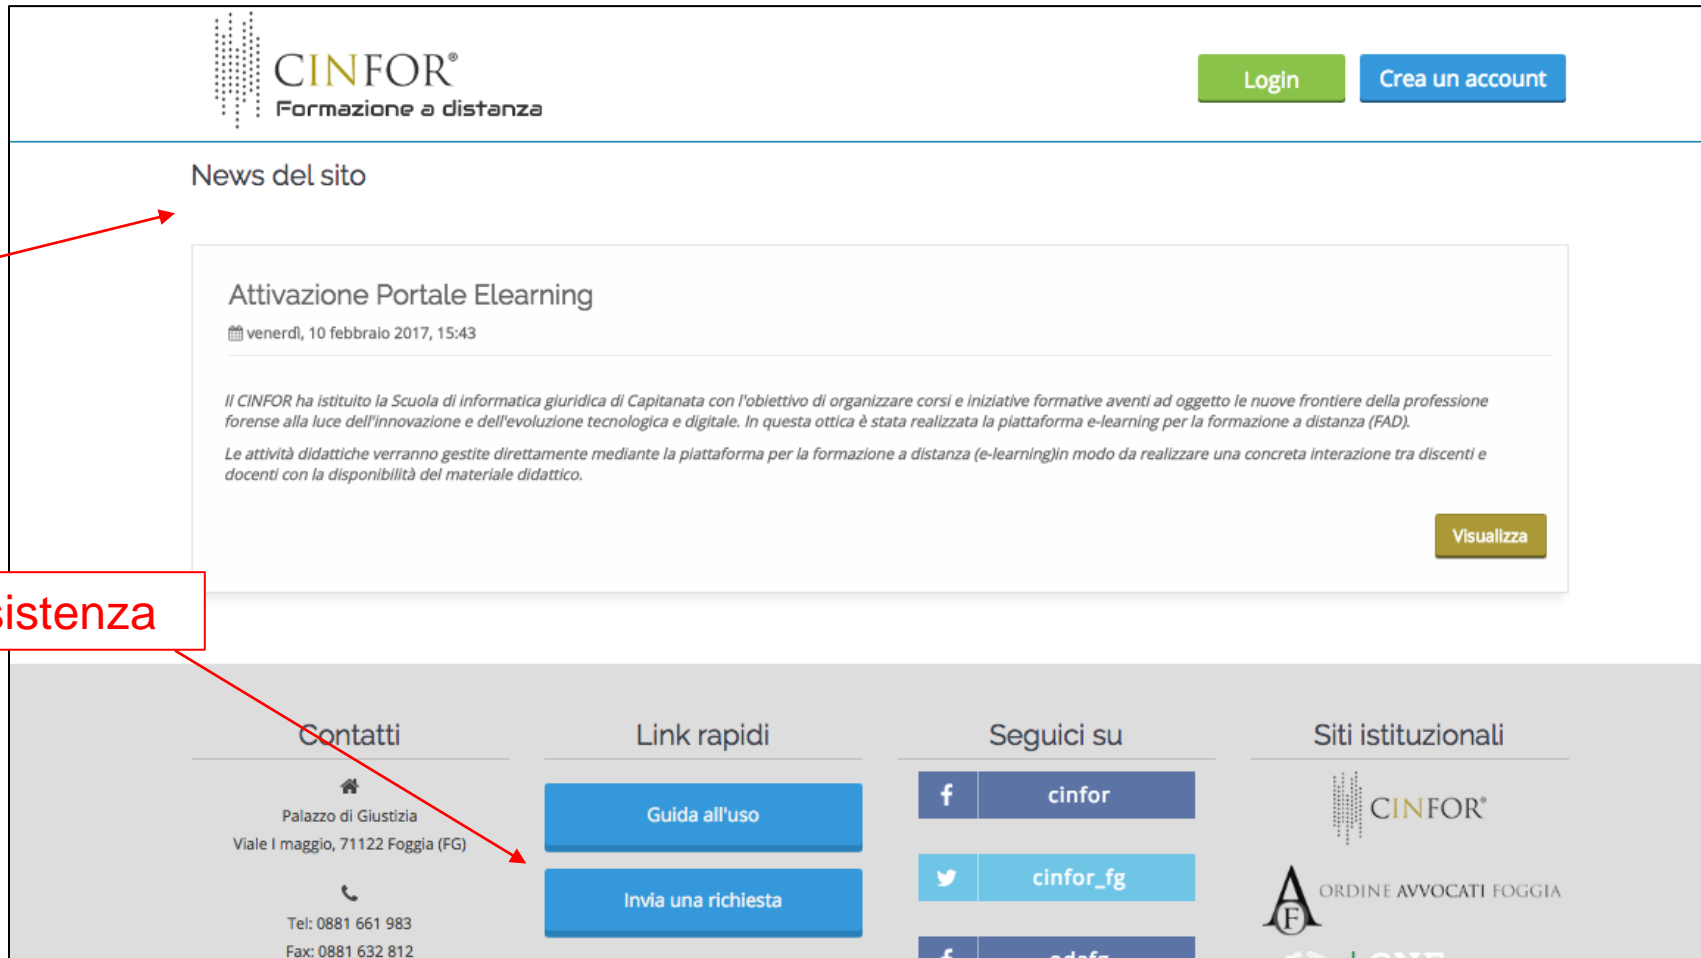 CINFOR®
Formazione a distanza
Login
Crea un account
News del sito
Attivazione Portale Elearning
venerdì, 10 febbraio 2017, 15:43
Il CINFOR ha istituito la Scuola di informatica giuridica di Capitanata con l'obiettivo di organizzare corsi e iniziative formative aventi ad oggetto le nuove frontiere della professione
forense alla luce dell'innovazione e dell'evoluzione tecnologica e digitale. In questa ottica è stata realizzata la piattaforma e-learning per la formazione a distanza (FAD).
Le attività didattiche verranno gestite direttamente mediante la piattaforma per la formazione a distanza (e-learning)in modo da realizzare una concreta interazione tra discenti e
docenti con la disponibilità del materiale didattico.
Visualizza
sistenza
Contatti
Palazzo di Giustizia
Viale I maggio, 71122 Foggia (FG)
Tel: 0881 661 983
Fax: 0881 632 812
Link rapidi
Guida all'uso
Invia una richiesta
Seguici su
cinfor
cinfor_fg
Siti istituzionali
CINFOR®
ORDINE AVVOCATI FOGGIA